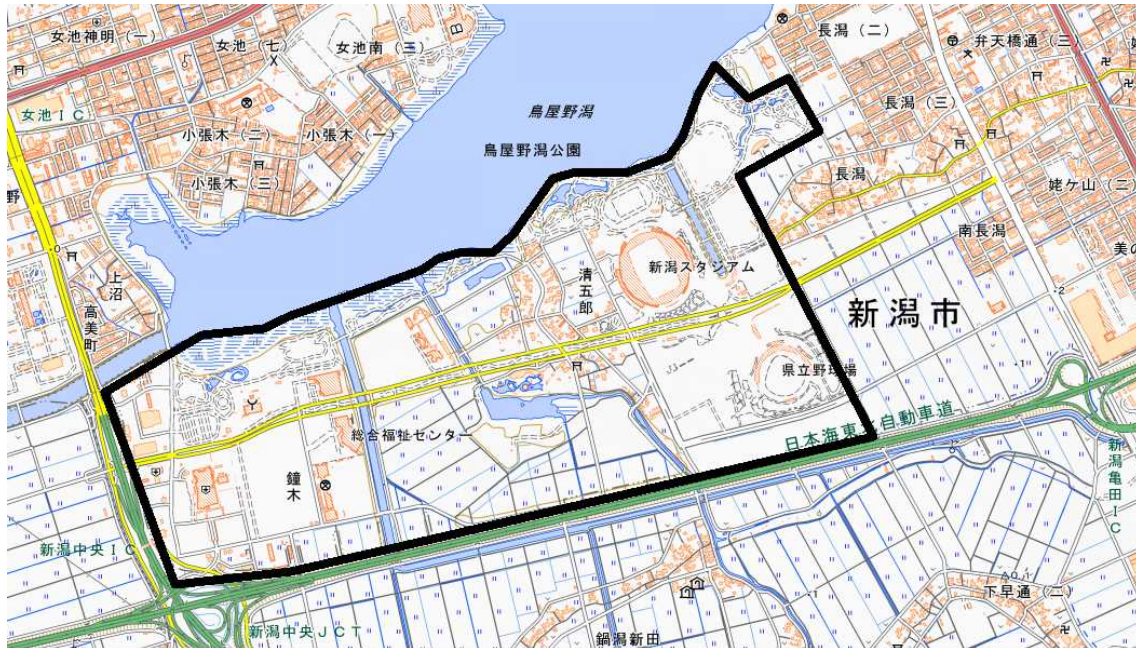 女池神明（一）
女池（七）
女池南（三）
長潟（二）
弁天橋通（三）
女池ＩＣ
小張木（二）
小張木（一）
鳥屋野潟
長潟（三）
鳥屋野潟公園
小張木（三）
長潟
姥ケ山（二）
野
南長潟
美の
上沼
高美町
清五郎
新潟スタジアム
新潟市
県立野球場
総合福祉センター
日本海東北自動車道
鐘木
新潟亀田ＩＣ
新潟中央ＩＣ
下早通（二）
新潟中央ＪＣＴ
鍋潟新田